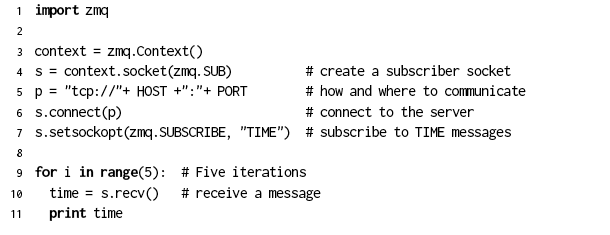 1 import zmq
2
3 context = zmq.Context()
4 s = context.socket(zmq.SUB) # create a subscriber socket
5 p = "tcp://"+ HOST +":"+ PORT # how and where to communicate
6 s.connect(p) # connect to the server
7 s.setsockopt(zmq.SUBSCRIBE, "TIME") # subscribe to TIME messages
8
9 for i in range(5): # Five iterations
10 time = s.recv() # receive a message
11 print time